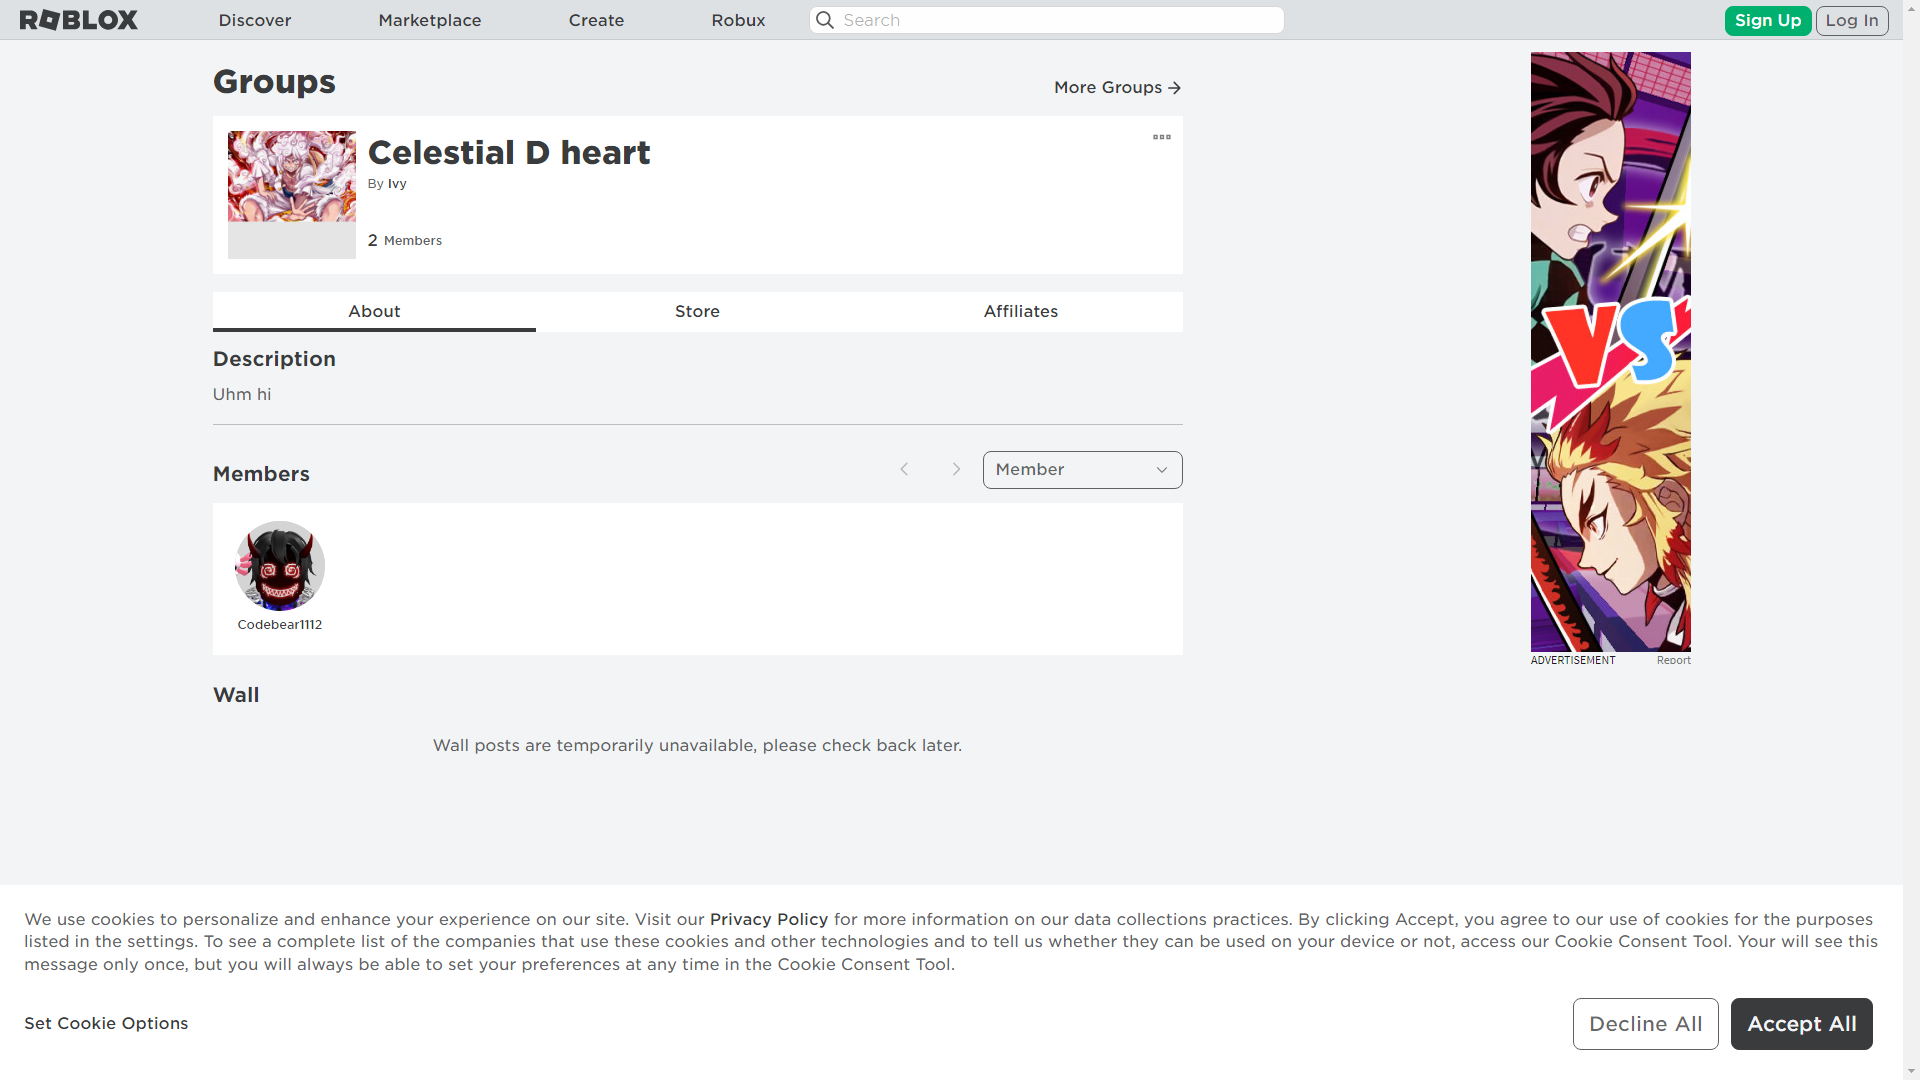 ROBLOX
Discover
Marketplace
Create
Robux
Search
Sign Up
Log In
Groups
More Groups
Celestial D heart
By Ivy
2 Members
About
Store
Affiliates
Description
Uhm hi
Members
Member
Codebear1112
Wall
Wall posts are temporarily unavailable, please check back later.
VS
ADVERTISEMENT
Report
We use cookies to personalize and enhance your experience on our site. Visit our Privacy Policy for more information on our data collections practices. By clicking Accept, you agree to our use of cookies for the purposes
listed in the settings. To see a complete list of the companies that use these cookies and other technologies and to tell us whether they can be used on your device or not, access our Cookie Consent Tool. Your will see this
message only once, but you will always be able to set your preferences at any time in the Cookie Consent Tool.
Set Cookie Options
Decline All
Accept All